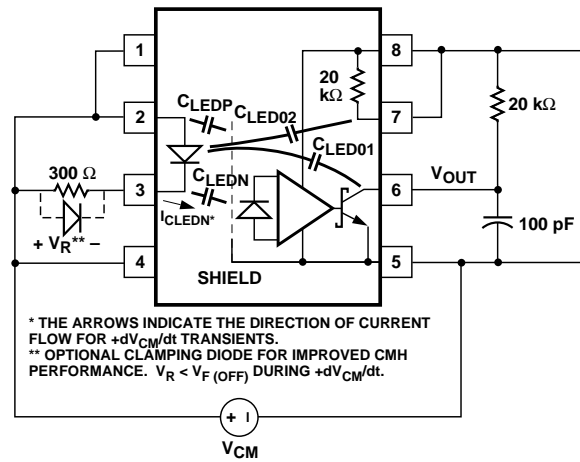 1
8
20
kΩ
CLEDP
2
CLED02
7
20 kΩ
CLED01
300 Ω
CLEDN
VOUT
3
6
ICLEDN*
100 pF
+ VR** –
4
5
SHIELD
* THE ARROWS INDICATE THE DIRECTION OF CURRENT
FLOW FOR +dVCM/dt TRANSIENTS.
** OPTIONAL CLAMPING DIODE FOR IMPROVED CMH
PERFORMANCE. VR < VF (OFF) DURING +dVCM/dt.
+ –
VCM